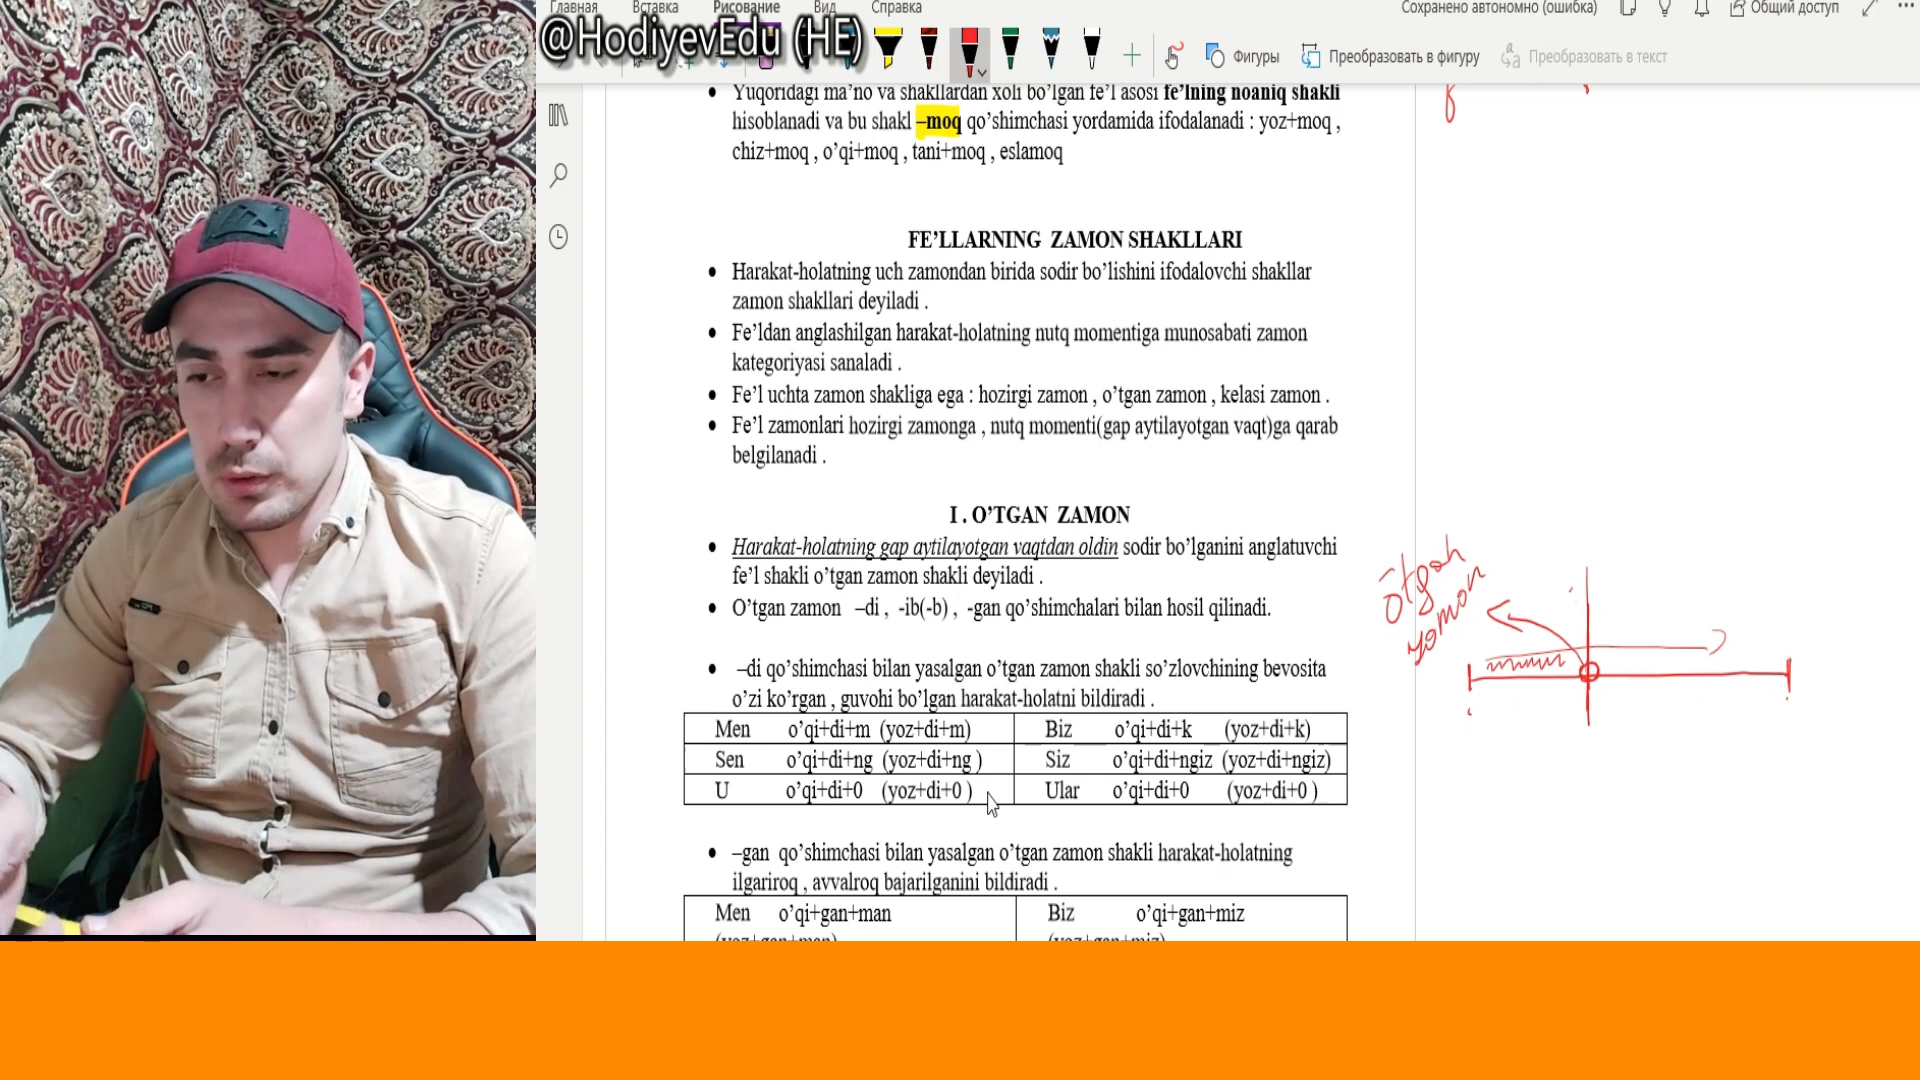 Главная Вставка Рисование Вид Справка Сохранено автономно (ошибка) Общий доступ
@HodiyevEdu (HE)
Фигуры Преобразовать в фигуру Преобразовать в текст
• Yuqoridagi ma’no va shakllardan xoli bo’lgan fe’l asosi fe’lning noaniq shakli
hisoblanadi va bu shakl –moq qo’shimchasi yordamida ifodalanadi : yoz+moq ,
chiz+moq , o’qi+moq , tani+moq , eslamoq
FE’LLARNING ZAMON SHAKLLARI
• Harakat-holatning uch zamondan birida sodir bo’lishini ifodalovchi shakllar
zamon shakllari deyiladi .
• Fe’ldan anglashilgan harakat-holatning nutq momentiga munosabati zamon
kategoriyasi sanaladi .
• Fe’l uchta zamon shakliga ega : hozirgi zamon , o’tgan zamon , kelasi zamon .
• Fe’l zamonlari hozirgi zamonga , nutq momenti(gap aytilayotgan vaqt)ga qarab
belgilanadi .
I . O’TGAN ZAMON
• Harakat-holatning gap aytilayotgan vaqtdan oldin sodir bo’lganini anglatuvchi
fe’l shakli o’tgan zamon shakli deyiladi .
• O’tgan zamon –di , -ib(-b) , -gan qo’shimchalari bilan hosil qilinadi.
• –di qo’shimchasi bilan yasalgan o’tgan zamon shakli so’zlovchining bevosita
o’zi ko’rgan , guvohi bo’lgan harakat-holatni bildiradi .
Men o’qi+di+m (yoz+di+m) Biz o’qi+di+k (yoz+di+k)
Sen o’qi+di+ng (yoz+di+ng ) Siz o’qi+di+ngiz (yoz+di+ngiz)
U o’qi+di+0 (yoz+di+0 ) Ular o’qi+di+0 (yoz+di+0 )
• –gan qo’shimchasi bilan yasalgan o’tgan zamon shakli harakat-holatning
ilgariroq , avvalroq bajarilganini bildiradi .
Men o’qi+gan+man Biz o’qi+gan+miz
(yoz+gan+man) (yoz+gan+miz)
ōtgan
zamon